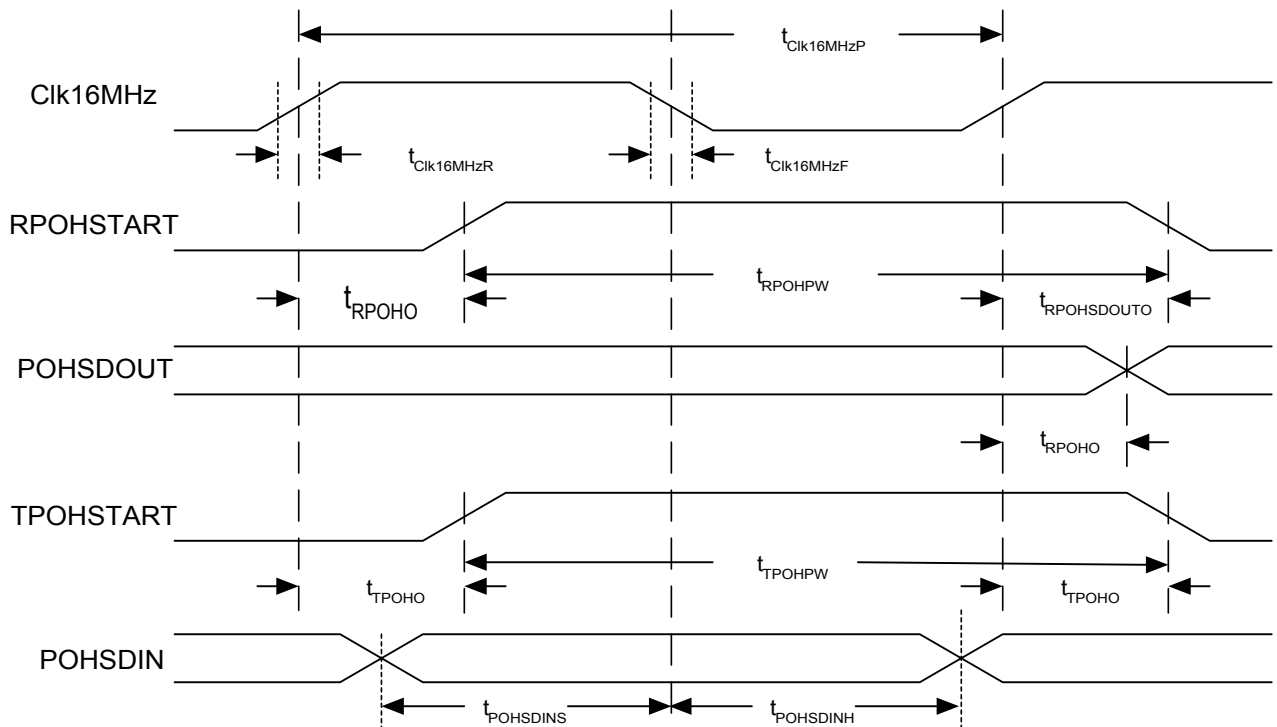 tClk16MHzP
Clk16MHz
tClk16MHzR
tClk16MHzF
RPOHSTART
tRPOHPW
tRPOHO
tRPOHSDOUTO
POHSDOUT
tRPOHO
TPOHSTART
tTPOHPW
tTPOHO
tTPOHO
POHSDIN
tPOHSDINS
tPOHSDINH